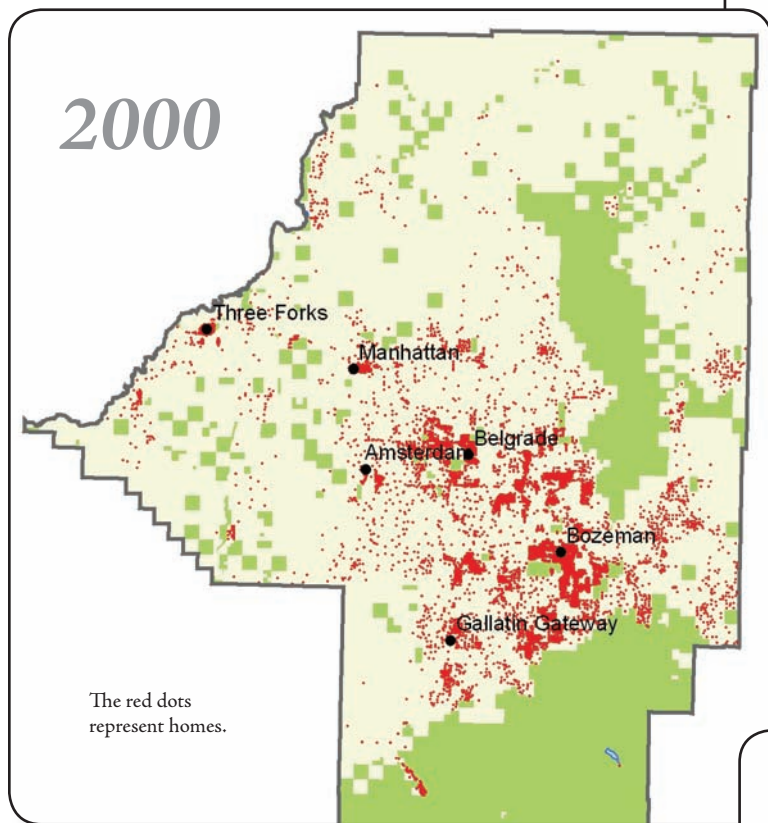 2000
Three Forks
Manhattan
Belgrade
Amsterdam
Bozeman
Gallatin Gateway
The red dots
represent homes.